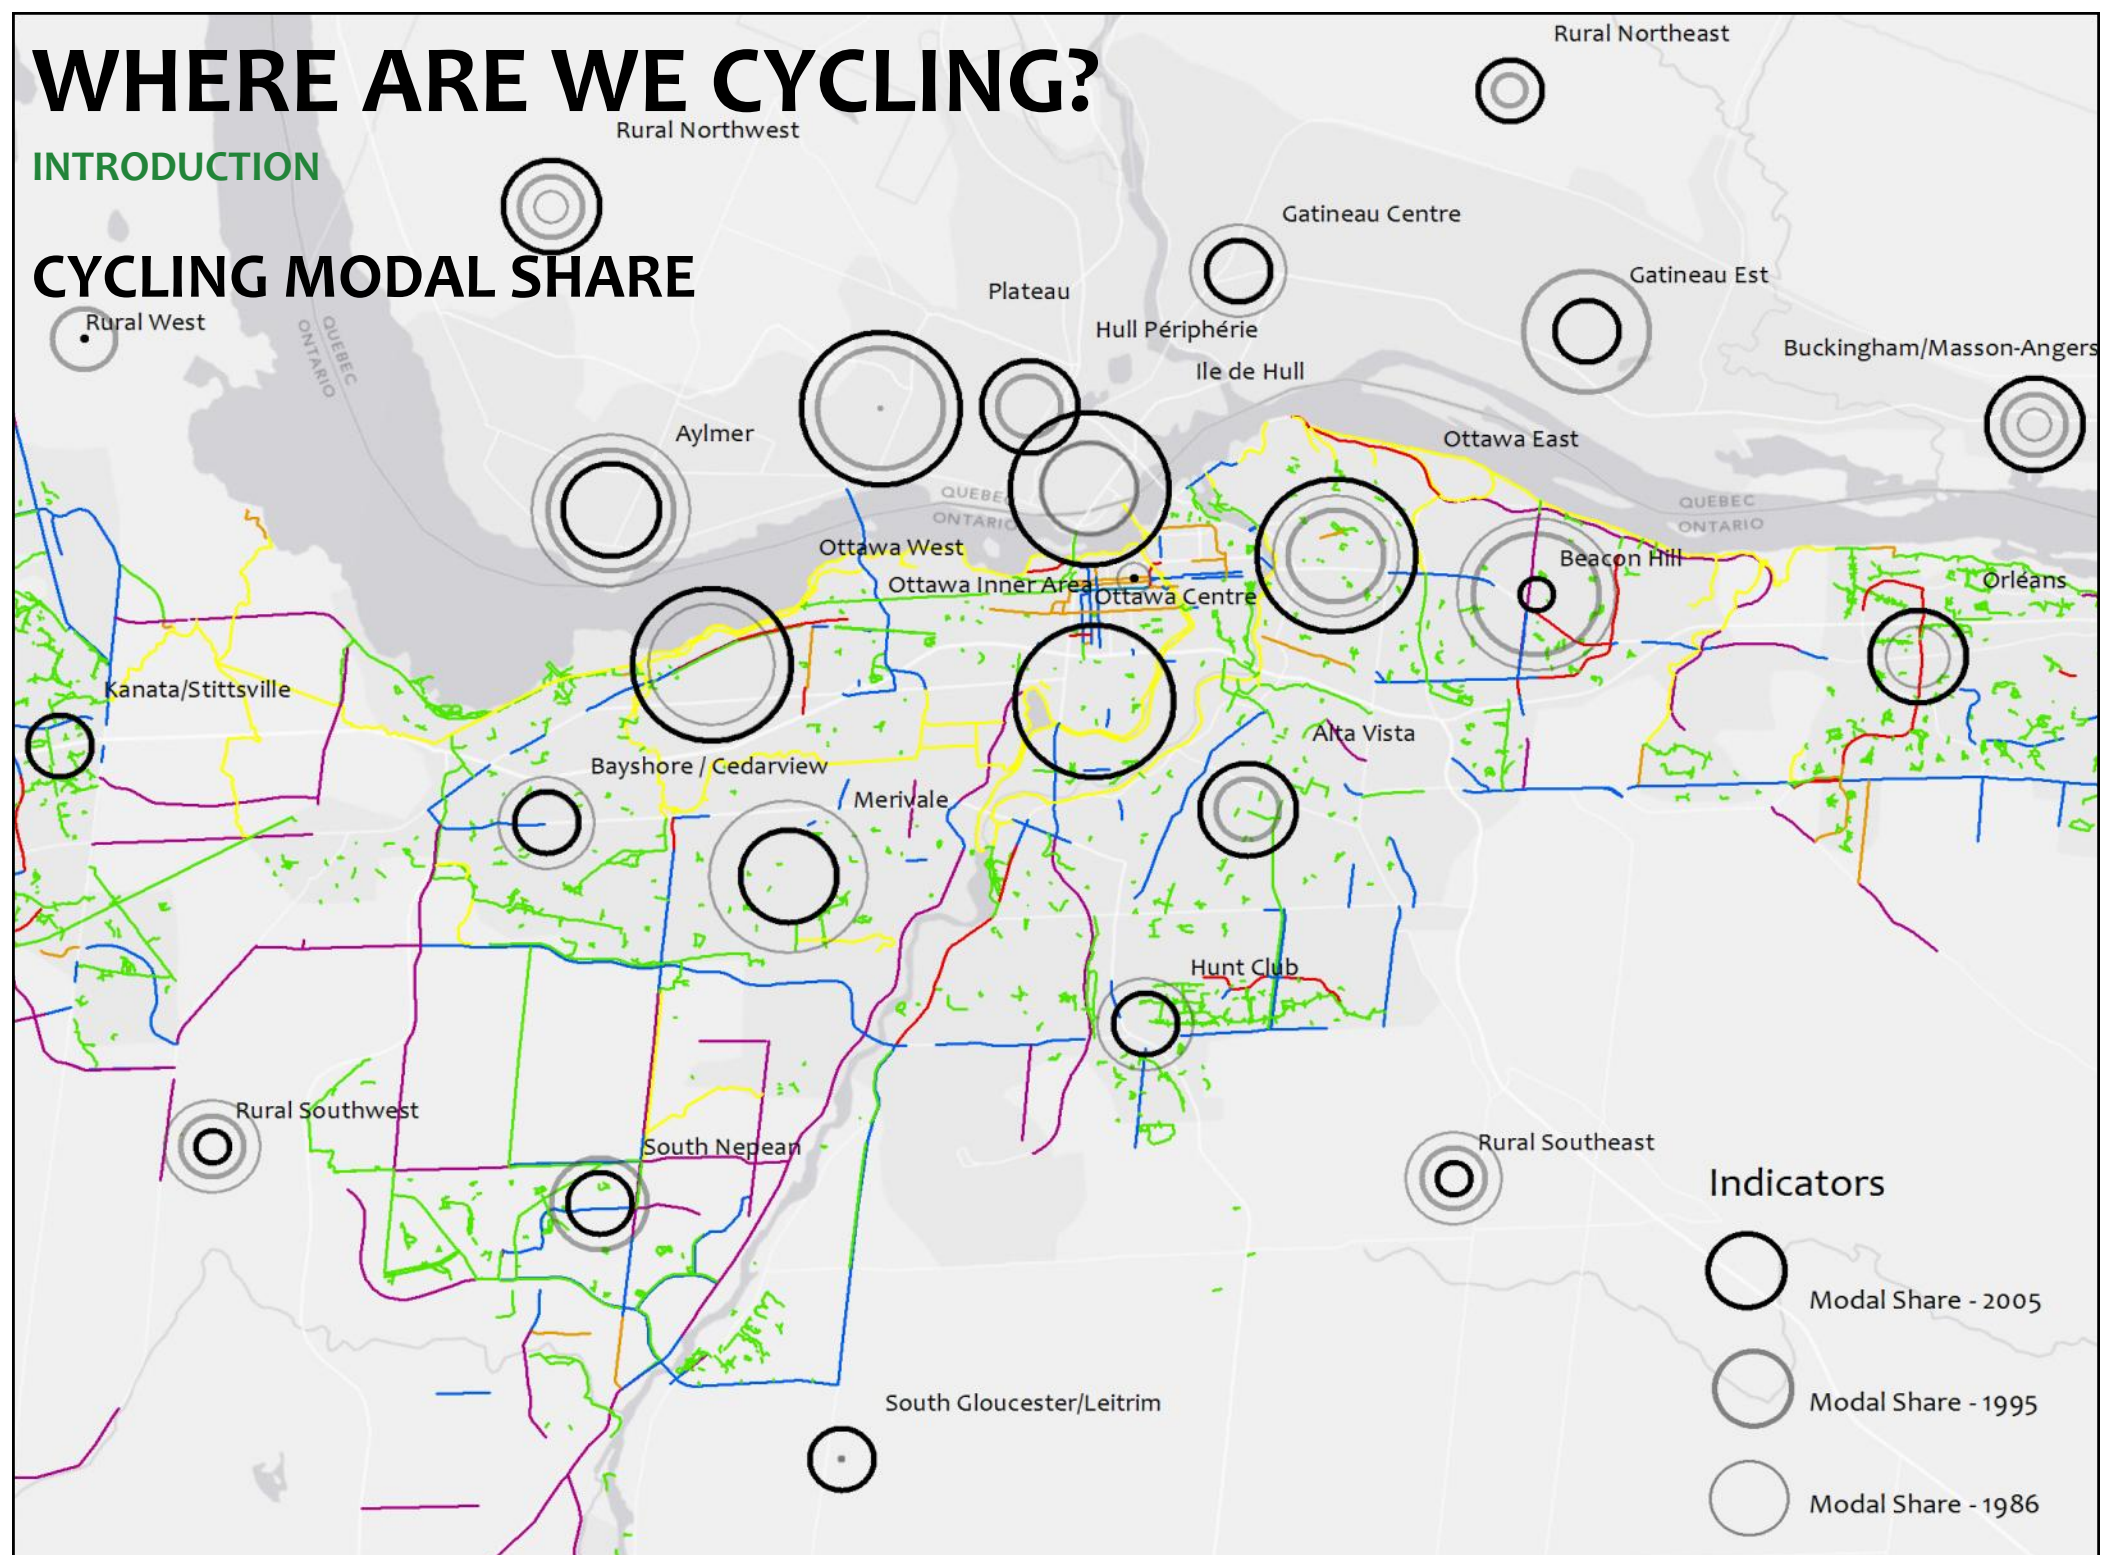 WHERE ARE WE CYCLING?
INTRODUCTION
CYCLING MODAL SHARE
Rural Northeast
Rural Northwest
Gatineau Centre
Gatineau Est
Plateau
Hull Périphérie
Rural West
QUEBEC
ONTARIO
Buckingham/Masson-Angers
Ile de Hull
Aylmer
Ottawa East
QUEBEC
ONTARIO
QUEBEC
ONTARIO
Ottawa West
Beacon Hill
Orléans
Ottawa Inner Area
Ottawa Centre
Kanata/Stittsville
Alta Vista
Bayshore / Cedarview
Merivale
Hunt Club
Rural Southwest
South Nepean
Rural Southeast
Indicators
Modal Share - 2005
Modal Share - 1995
Modal Share - 1986
South Gloucester/Leitrim